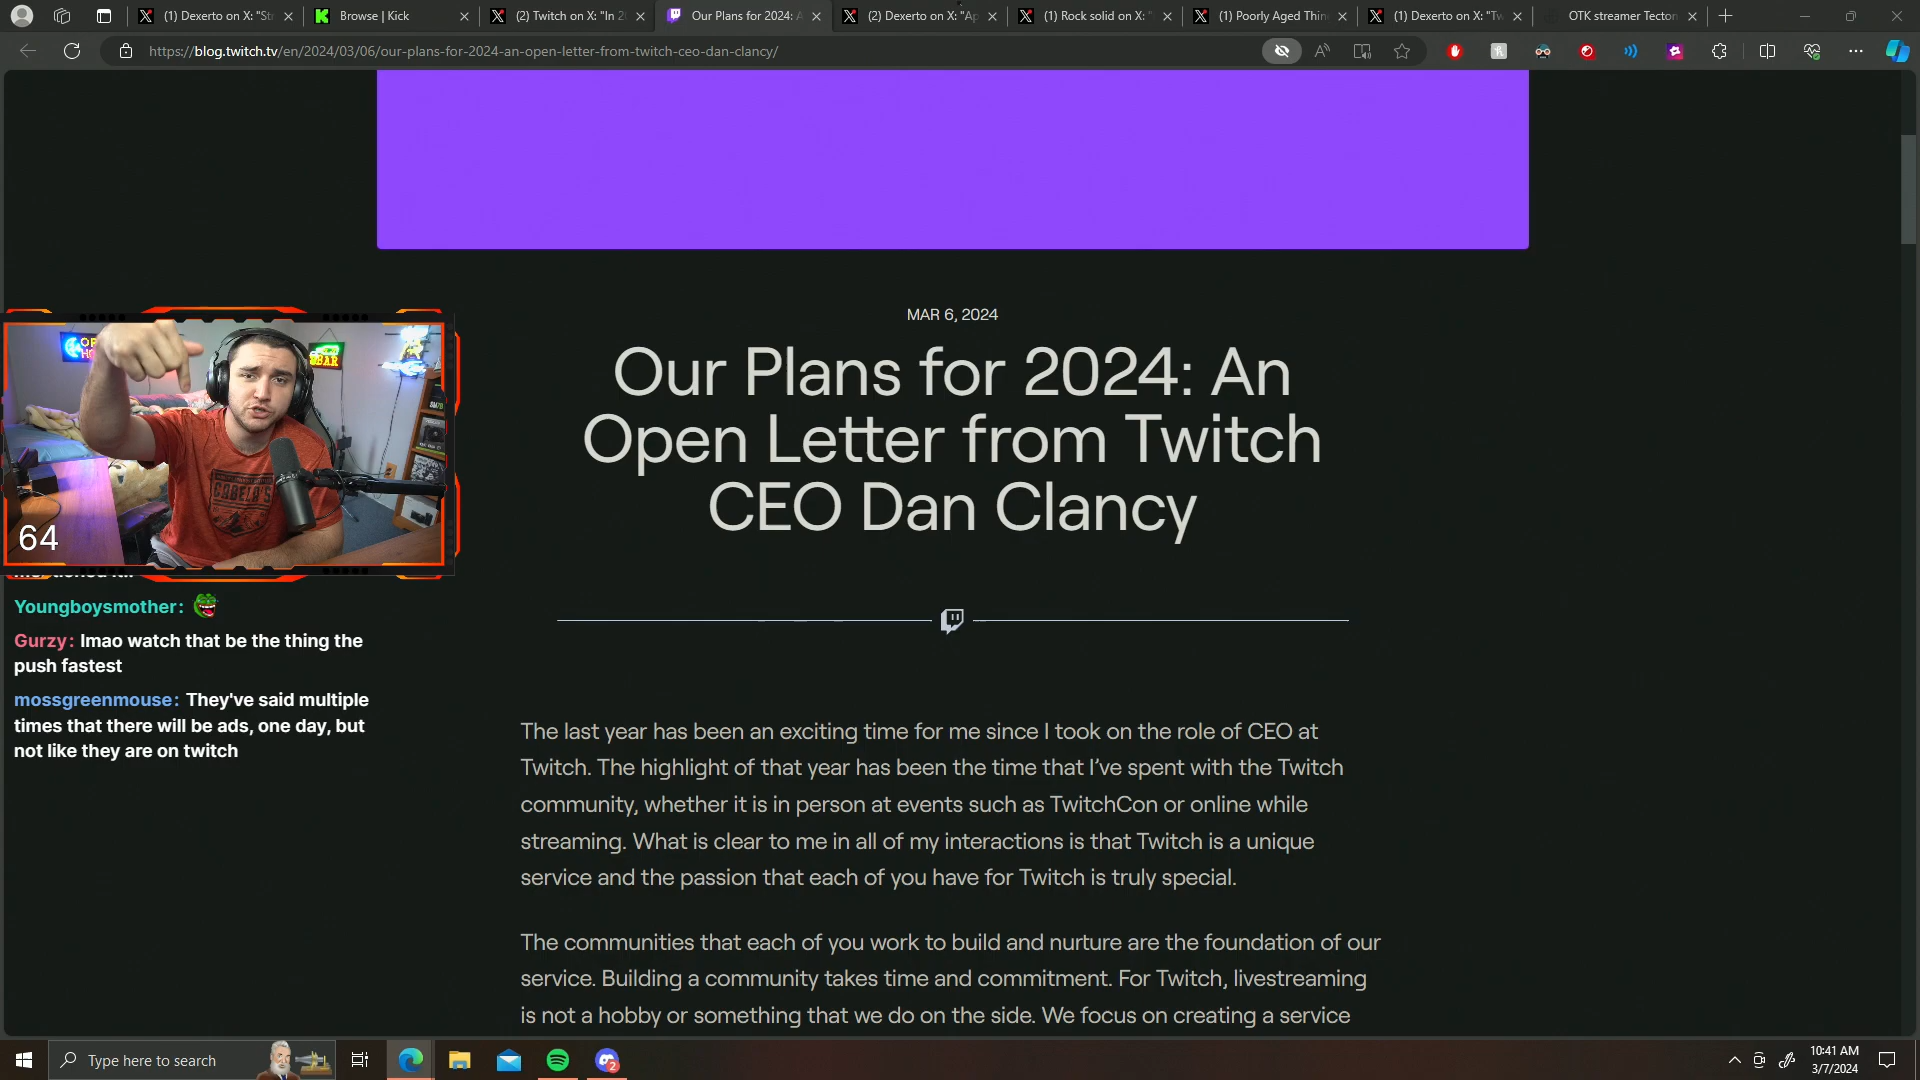 (1) Dexerto on X: "Str
Browse | Kick
(2) Twitch on X: "In 2
Our Plans for 2024: A
(2) Dexerto on X: "Ap
(1) Rock solid on X: "
(1) Poorly Aged Thin
(1) Dexerto on X: "Tw
OTK streamer Tecton
https://blog.twitch.tv/en/2024/03/06/our-plans-for-2024-an-open-letter-from-twitch-ceo-dan-clancy/
MAR 6, 2024
Our Plans for 2024: An
Open Letter from Twitch
CEO Dan Clancy
BAR
CABELA'S
64
Youngboysmother:
Gurzy: lmao watch that be the thing the
push fastest
mossgreenmouse: They've said multiple
times that there will be ads, one day, but
not like they are on twitch
The last year has been an exciting time for me since I took on the role of CEO at
Twitch. The highlight of that year has been the time that I've spent with the Twitch
community, whether it is in person at events such as TwitchCon or online while
streaming. What is clear to me in all of my interactions is that Twitch is a unique
service and the passion that each of you have for Twitch is truly special.
The communities that each of you work to build and nurture are the foundation of our
service. Building a community takes time and commitment. For Twitch, livestreaming
is not a hobby or something that we do on the side. We focus on creating a service
Type here to search
2
10:41 AM
3/7/2024